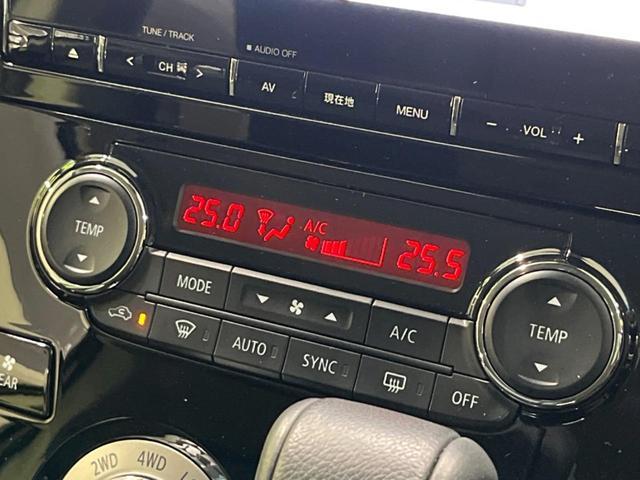 TUNE / TRACK
AUDIO OFF
CH
AV
現在地
MENU
− VOL +
25.0 A/C 25.5
TEMP
TEMP
MODE
A/C
AUTO
SYNC
OFF
2WD 4WD